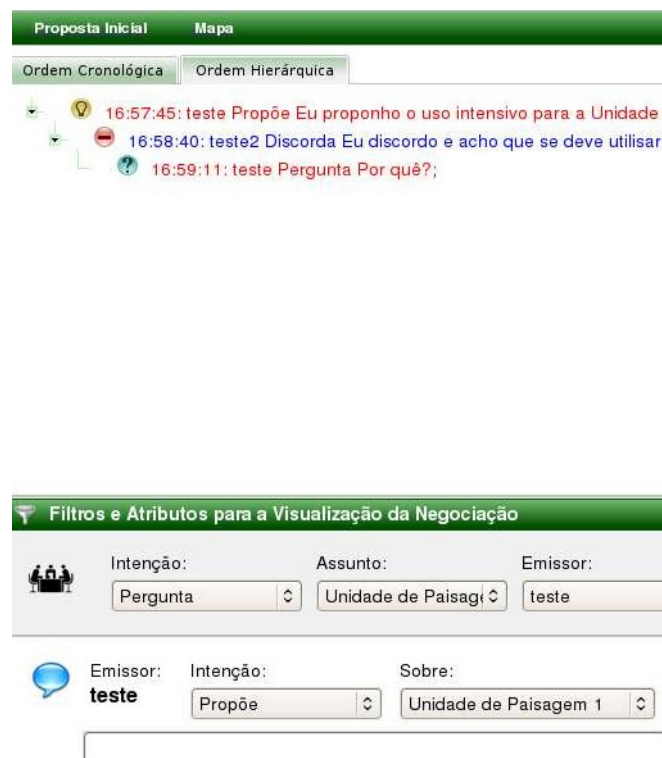 Proposta Inicial Mapa
Ordem Cronológica Ordem Hierárquica
16:57:45: teste Propõe Eu proponho o uso intensivo para a Unidade
16:58:40: teste2 Discorda Eu discordo e acho que se deve utilisar
16:59:11: teste Pergunta Por quê?;
Filtros e Atributos para a Visualização da Negociação
Intenção: Assunto: Emissor:
Pergunta Unidade de Paisage teste
Emissor: Intenção: Sobre:
teste Propõe Unidade de Paisagem 1